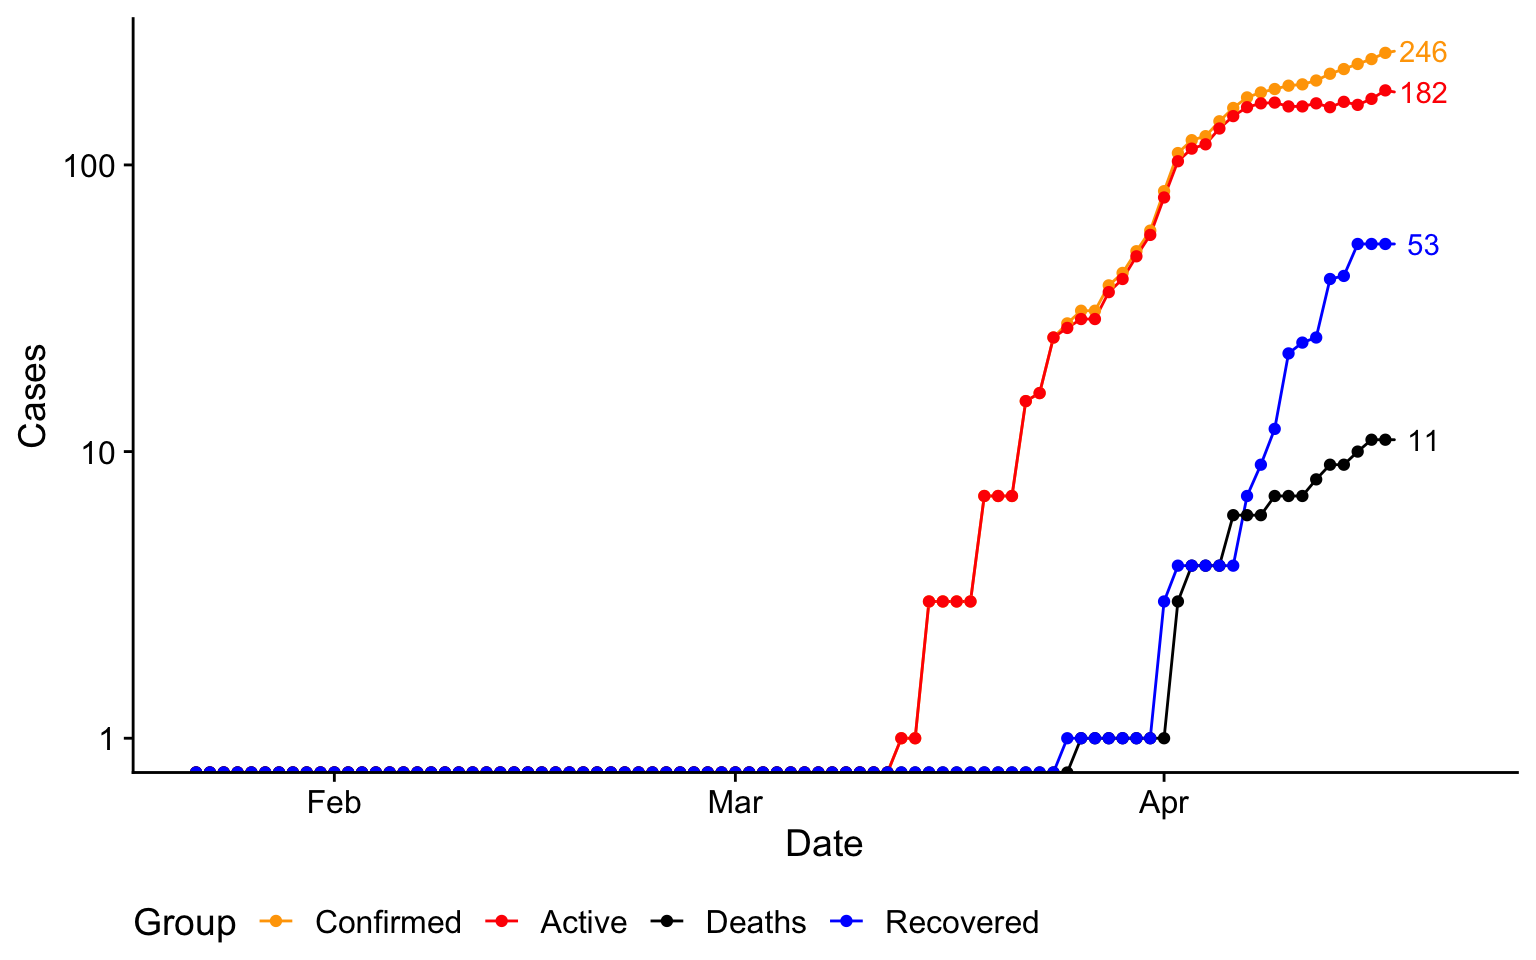 246
182
100
53
Cases
10
11
1
Feb Mar Apr
Date
Group Confirmed Active Deaths Recovered